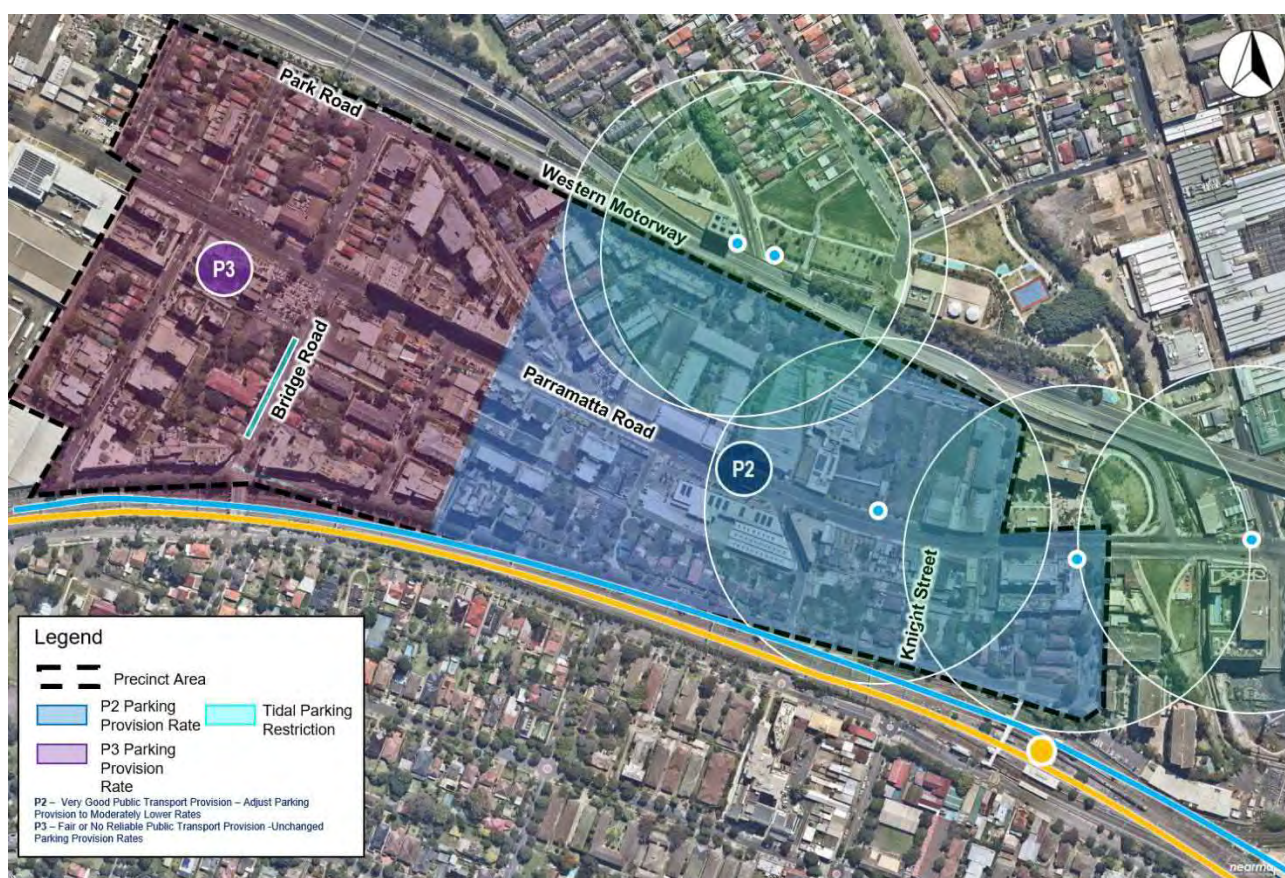 Park Road
Western Motorway
P3
Bridge Road
Parramatta Road
P2
Knight Street
Legend
Precinct Area
P2 Parking
Provision Rate
Tidal Parking
Restriction
P3 Parking
Provision
Rate
P2 – Very Good Public Transport Provision – Adjust Parking
Provision to Moderately Lower Rates
P3 – Fair or No Reliable Public Transport Provision -Unchanged
Parking Provision Rates
nearmap